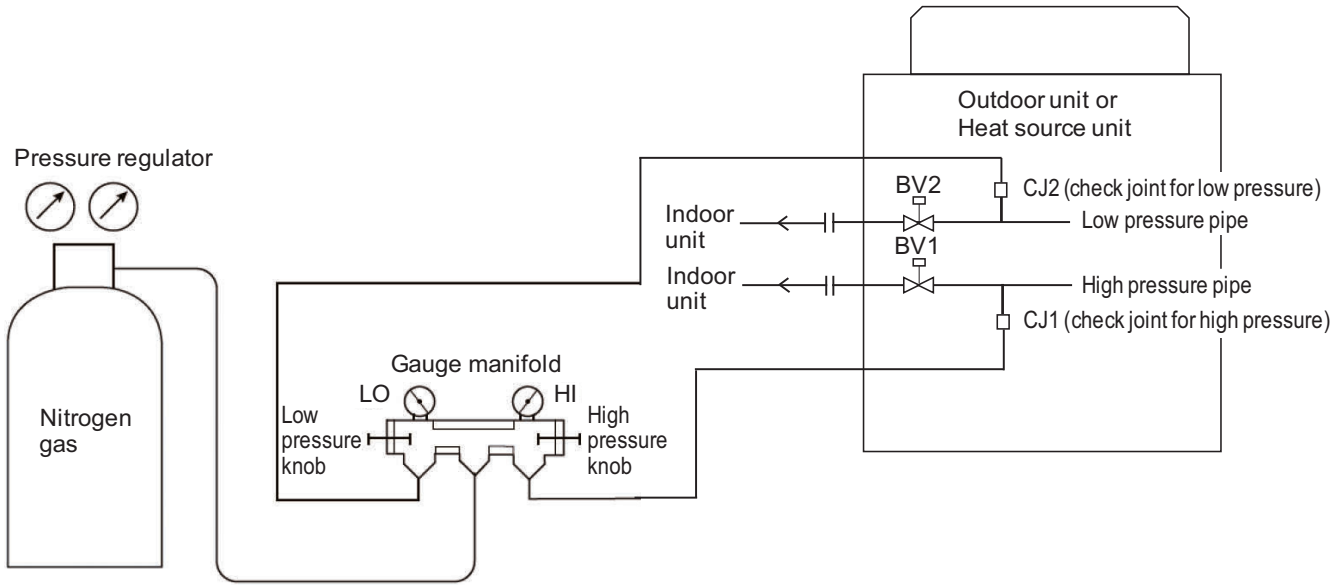 Outdoor unit or
Heat source unit
Pressure regulator
BV2
CJ2 (check joint for low pressure)
Indoor
unit
Low pressure pipe
BV1
Indoor
unit
High pressure pipe
CJ1 (check joint for high pressure)
Gauge manifold
LO
HI
Nitrogen
gas
Low
pressure
knob
High
pressure
knob